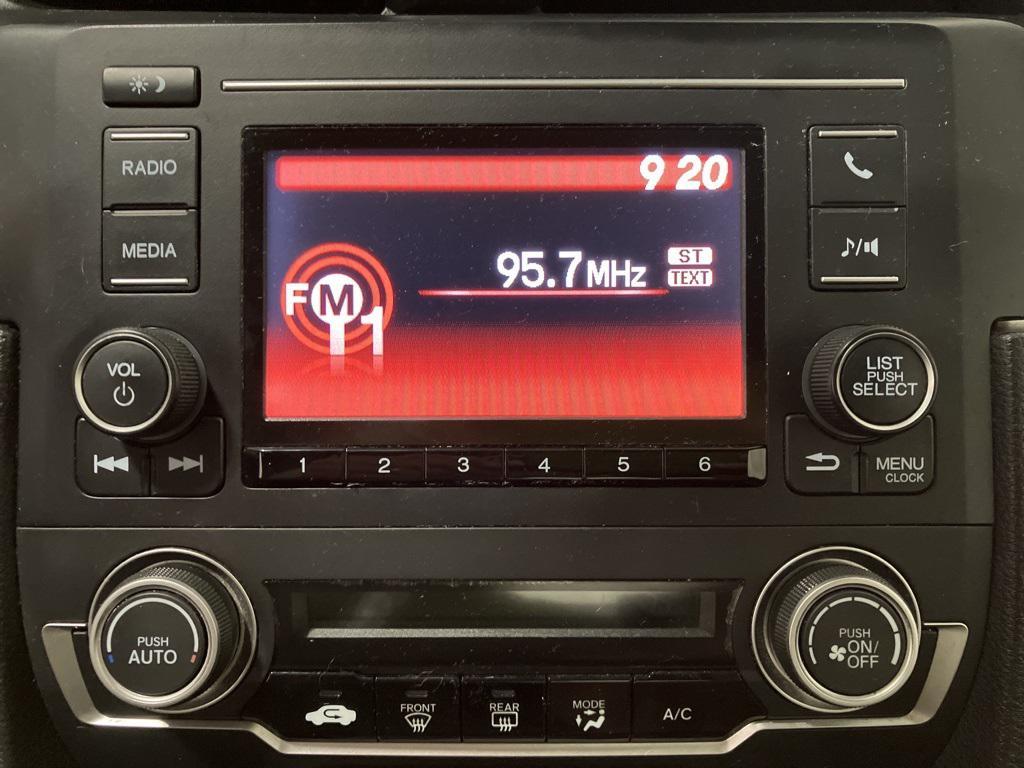 RADIO
MEDIA
9 20
95.7MHz
ST
TEXT
FM
1
VOL
LIST
PUSH
SELECT
1 2 3 4 5 6
MENU
CLOCK
PUSH
AUTO
PUSH
ON/
OFF
FRONT
REAR
MODE
A/C